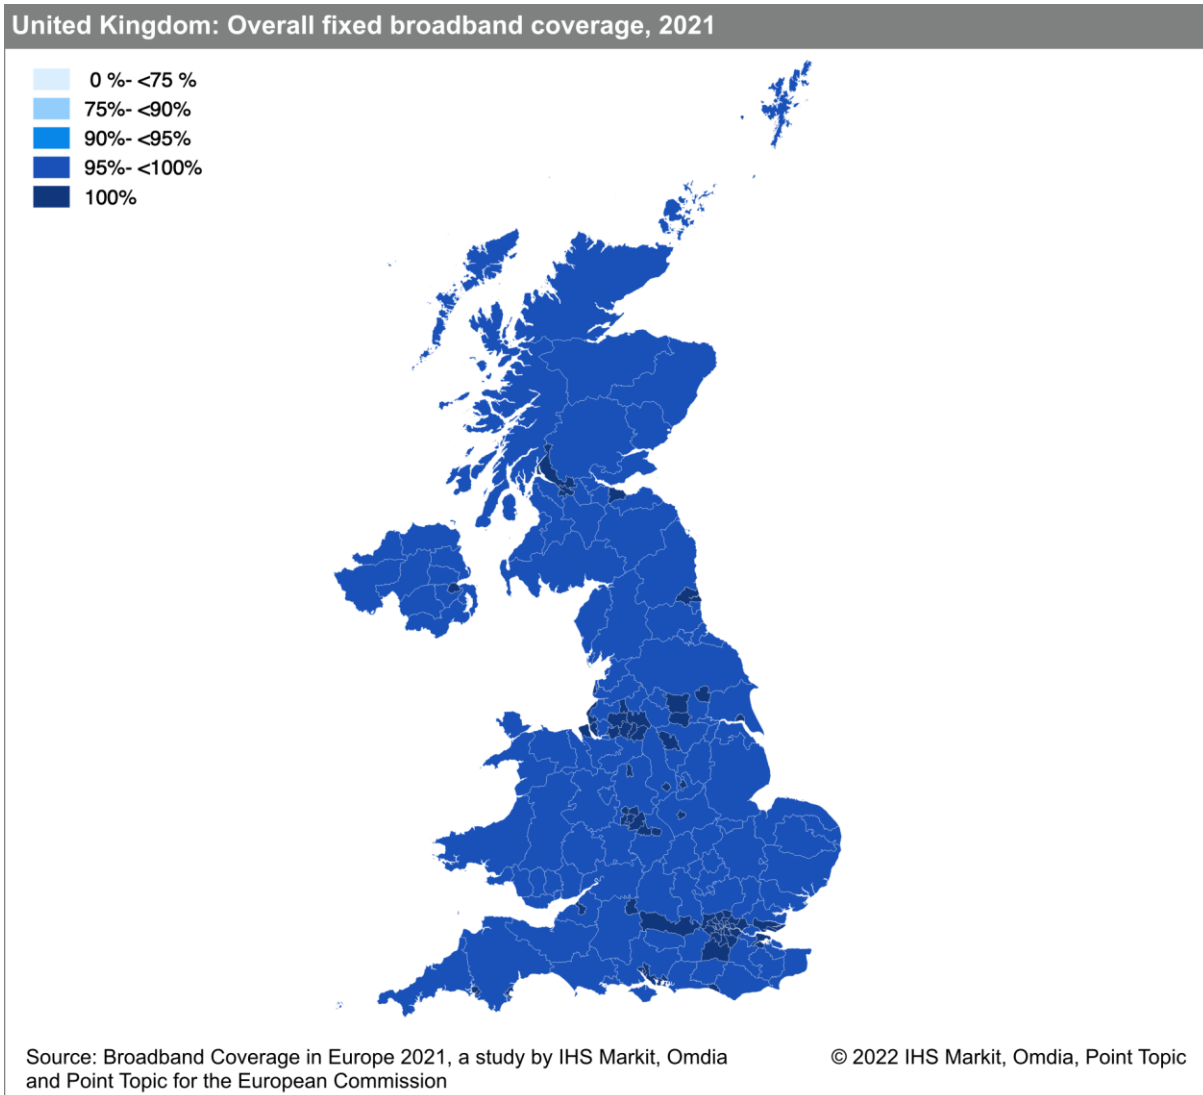 United Kingdom: Overall fixed broadband coverage, 2021
0 %- <75 %
75%- <90%
90%- <95%
95%- <100%
100%
Source: Broadband Coverage in Europe 2021, a study by IHS Markit, Omdia
and Point Topic for the European Commission
© 2022 IHS Markit, Omdia, Point Topic